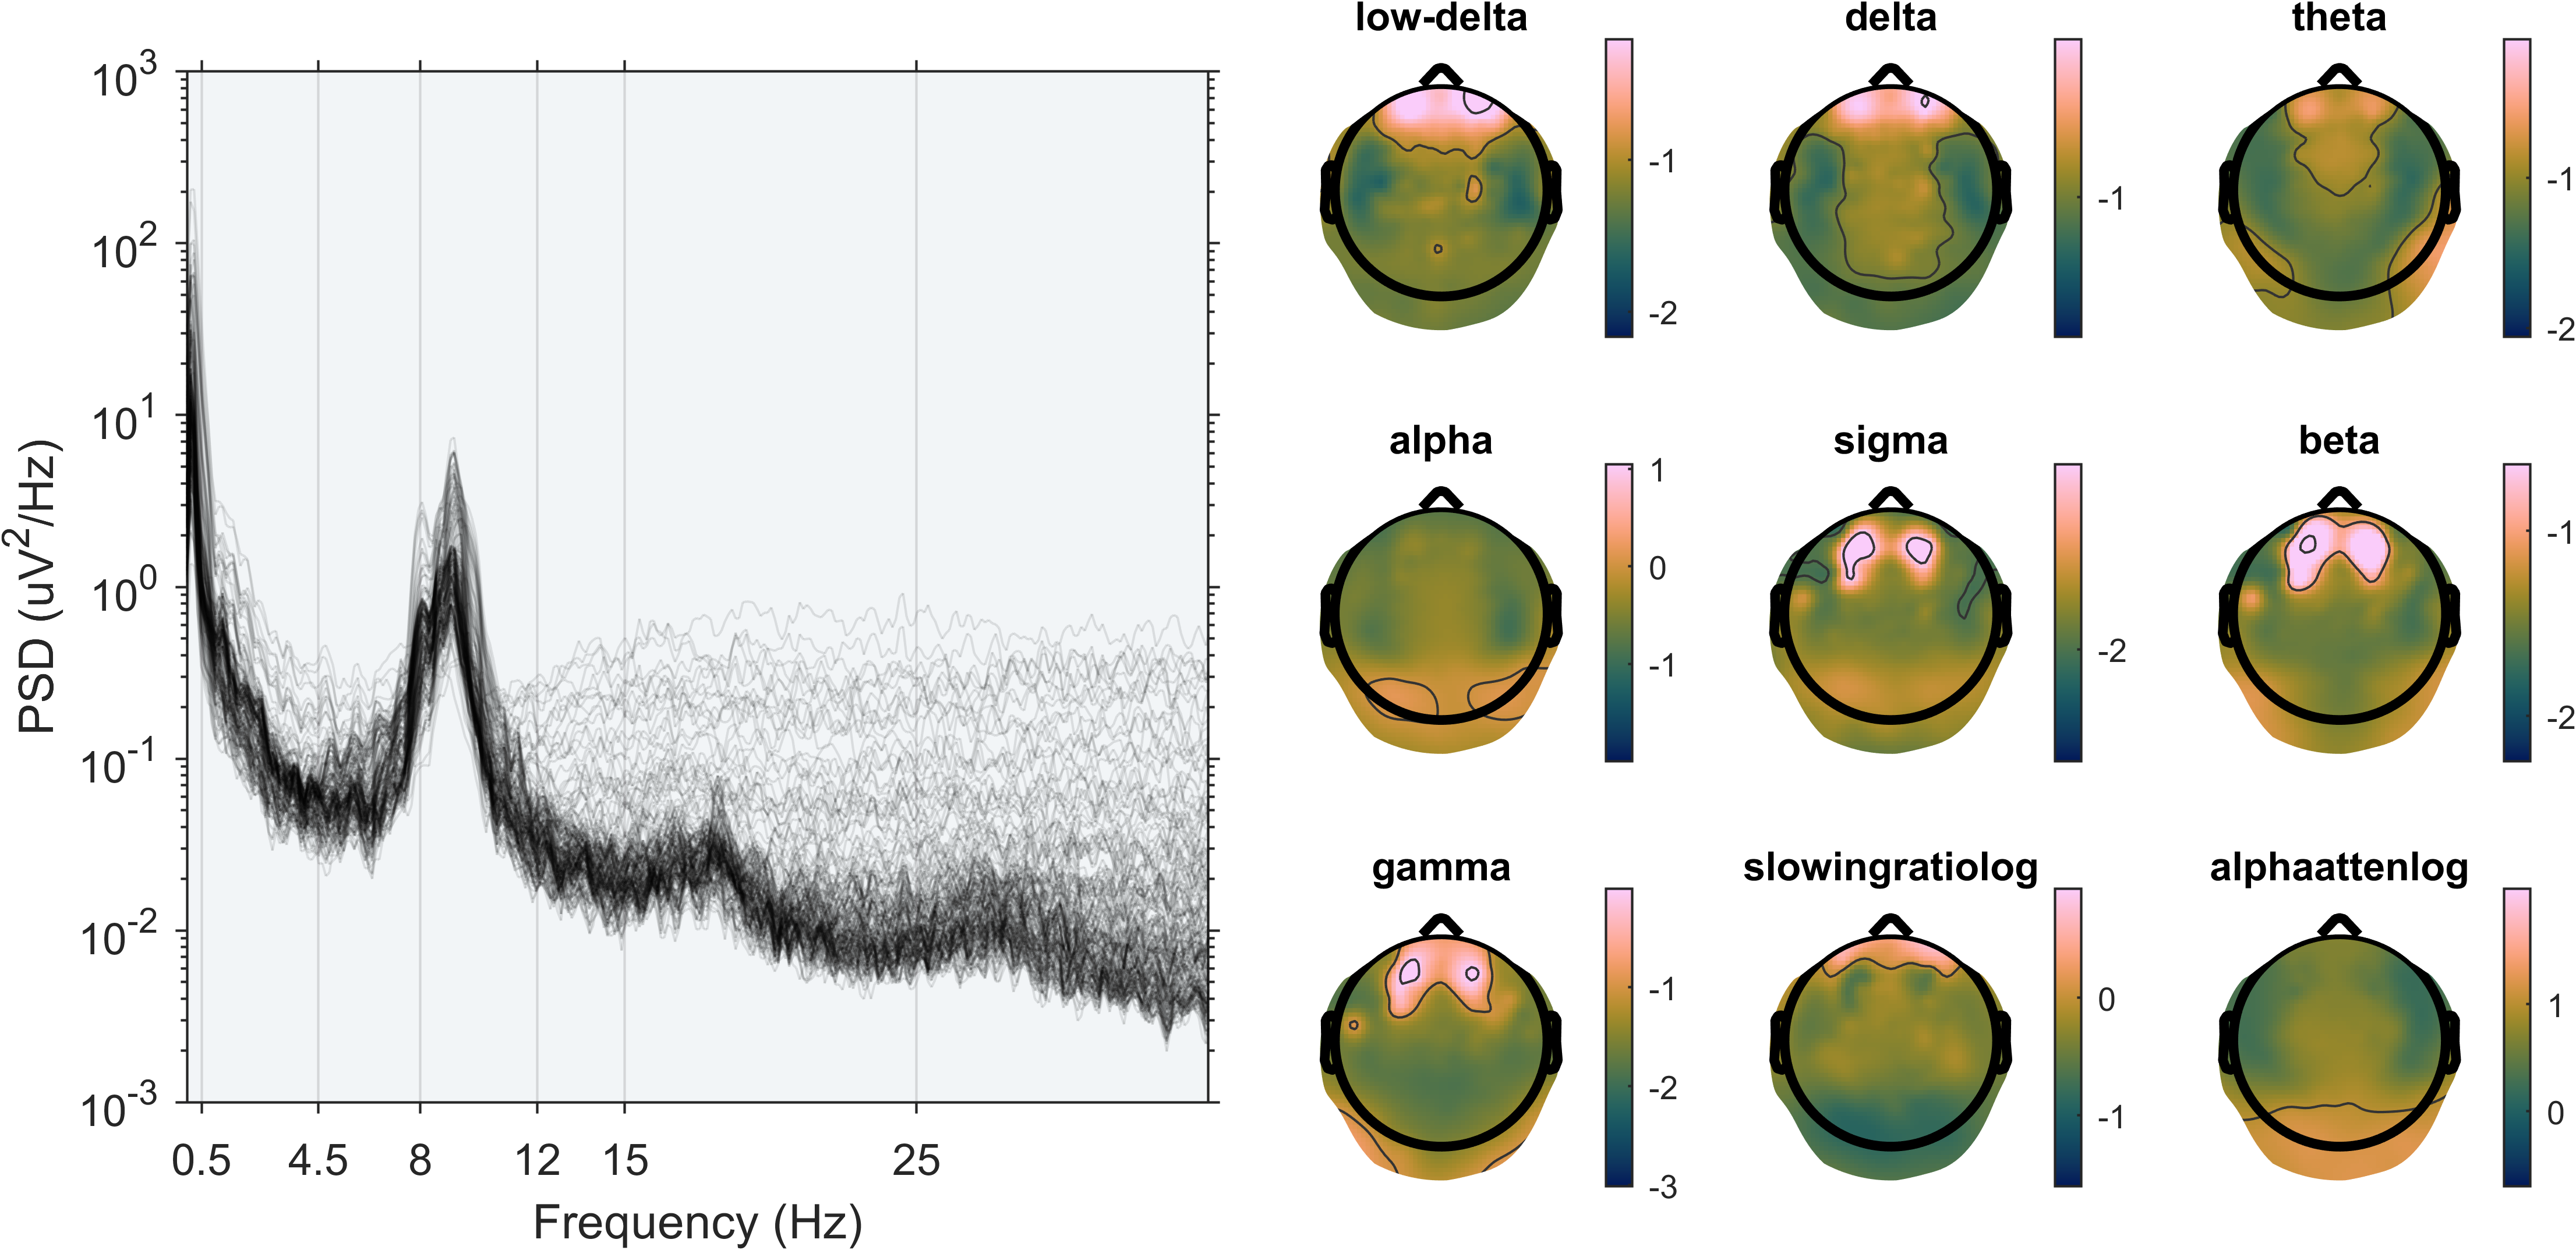 10^3
10^2
10^1
10^0
10^-1
10^-2
10^-3
PSD (uV^2/Hz)
0.5 4.5 8 12 15 25
Frequency (Hz)
low-delta
-1
-2
delta
-1
theta
-1
-2
alpha
1
0
-1
sigma
-2
beta
-1
-2
gamma
-1
-2
-3
slowingratiolog
0
-1
alphaattenlog
1
0